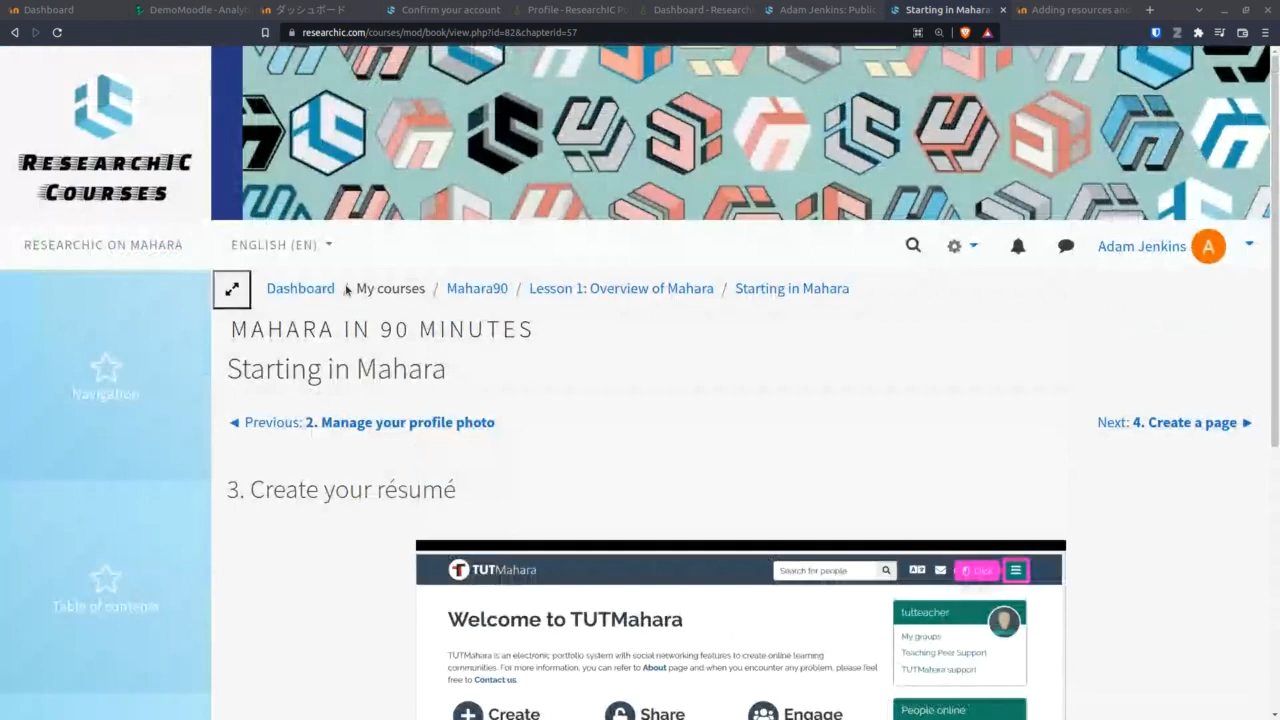 Dashboard
DemoMoodle - Analyt
ダッシュボード
Confirm your account
Profile - ResearchIC Po
Dashboard - Research
Adam Jenkins: Public
Starting in Mahara:
Adding resources and
researchic.com/courses/mod/book/view.php?id=82&chapterid=57
ResearchIC
Courses
RESEARCHIC ON MAHARA
ENGLISH (EN)
Adam Jenkins
A
Dashboard / My courses / Mahara90 / Lesson 1: Overview of Mahara / Starting in Mahara
MAHARA IN 90 MINUTES
Starting in Mahara
Navigation
◄ Previous: 2. Manage your profile photo
Next: 4. Create a page ►
3. Create your résumé
Table of contents
TUTMahara
Search for people
Click
Welcome to TUTMahara
TUTMahara is an electronic portfolio system with social networking features to create online learning
communities. For more information, you can refer to About page and when you encounter any problem, please feel
free to Contact us.
tutteacher
My groups
Teaching Peer Support
TUTMahara support
People online
Create
Share
Engage